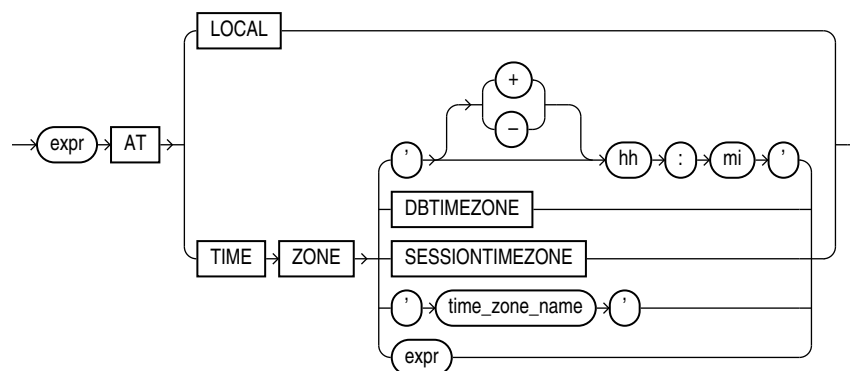 LOCAL
+
–
expr AT
’ hh : mi ’
DBTIMEZONE
TIME ZONE SESSIONTIMEZONE
’ time_zone_name ’
expr